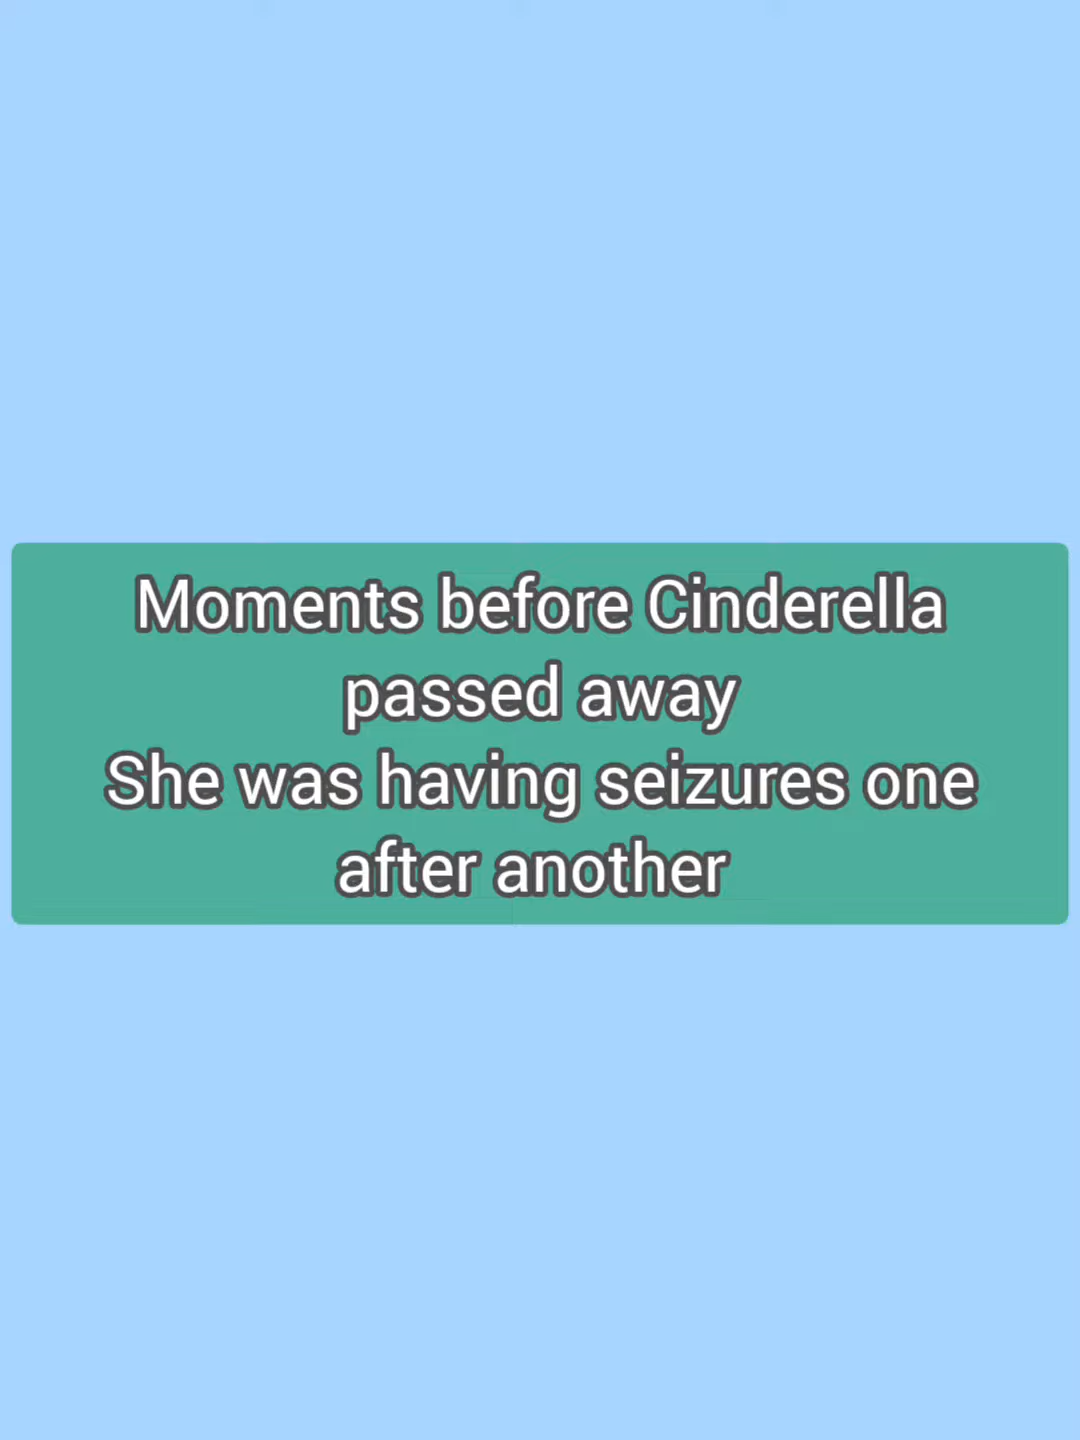 Moments before Cinderella
passed away
She was having seizures one
after another